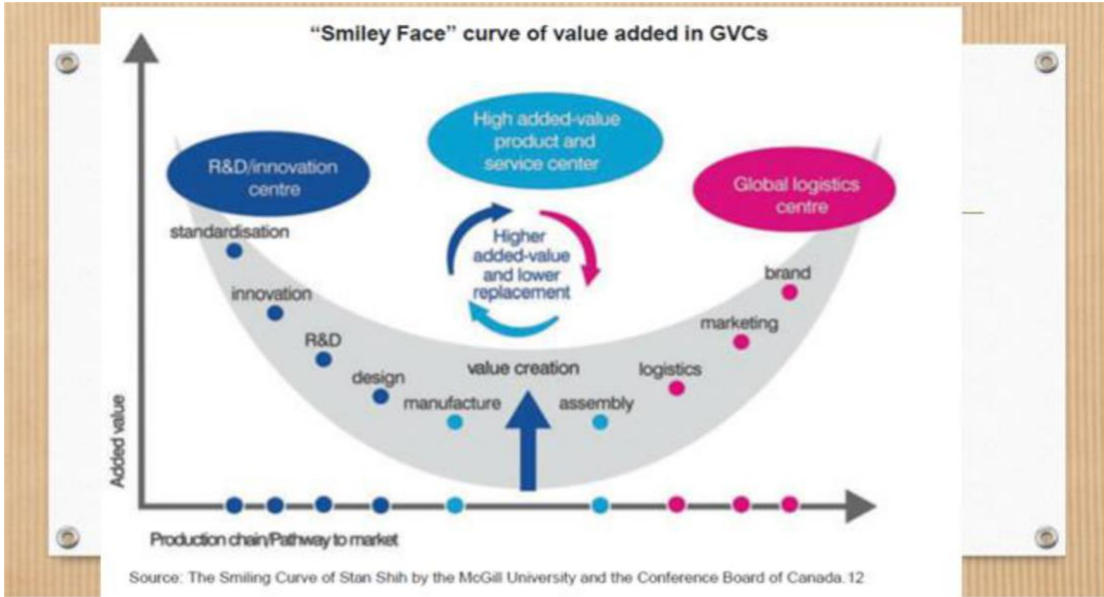 “Smiley Face” curve of value added in GVCs
High added-value
product and
service center
R&D/innovation
centre
Global logistics
centre
standardisation
Higher
added-value
and lower
replacement
innovation
brand
R&D
marketing
value creation
design
logistics
manufacture
assembly
Added value
Production chain/Pathway to market
Source: The Smiling Curve of Stan Shih by the McGill University and the Conference Board of Canada.12